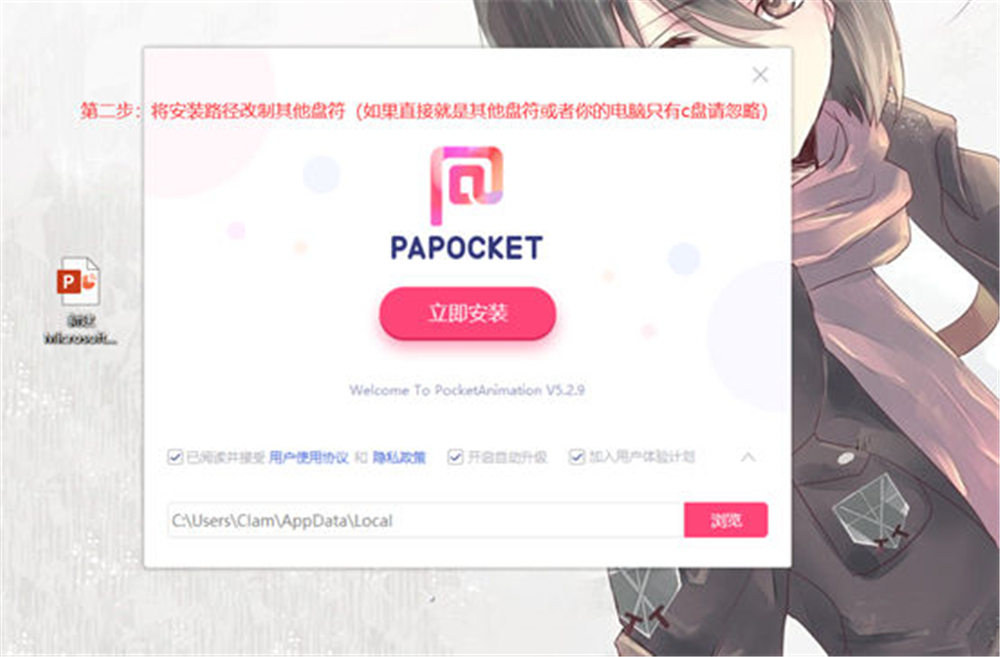 第二步：将安装路径改制其他盘符（如果直接就是其他盘符或者你的电脑只有c盘请忽略）
PAPOCKET
立即安装
P
新建
Microsoft...
Welcome To PocketAnimation V5.2.9
已阅读并接受 用户使用协议 和 隐私政策 开启自动升级 加入用户体验计划
C:\Users\Clam\AppData\Local 浏览